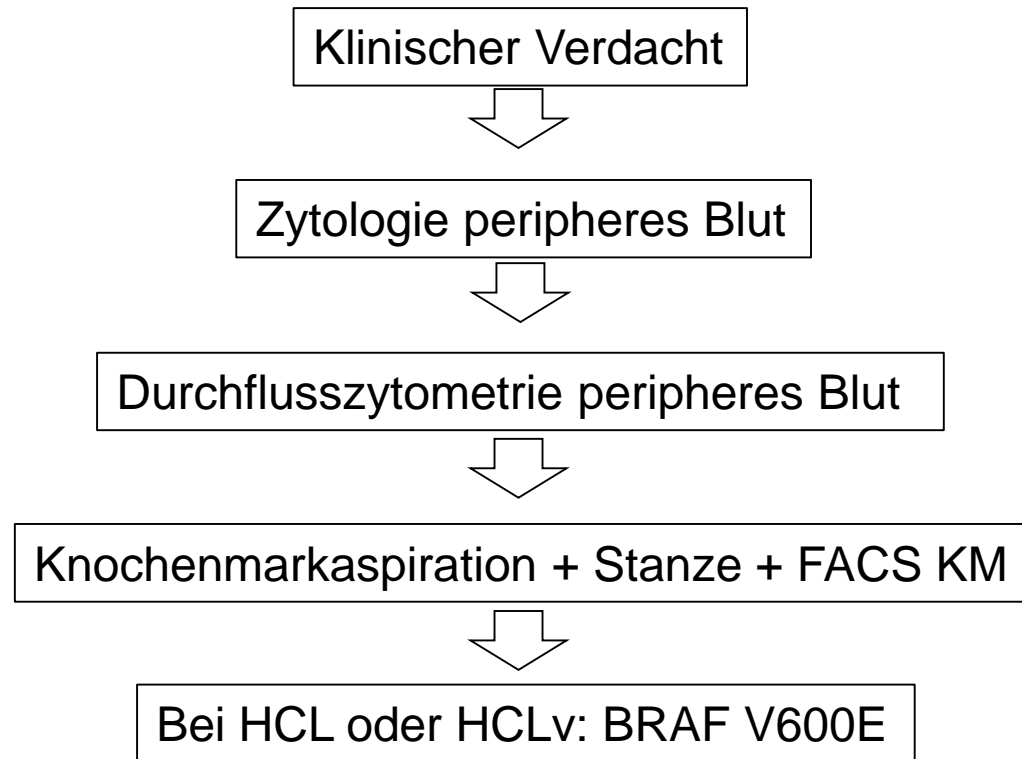 Klinischer Verdacht
Zytologie peripheres Blut
Durchflusszytometrie peripheres Blut
Knochenmarkaspiration + Stanze + FACS KM
Bei HCL oder HCLv: BRAF V600E